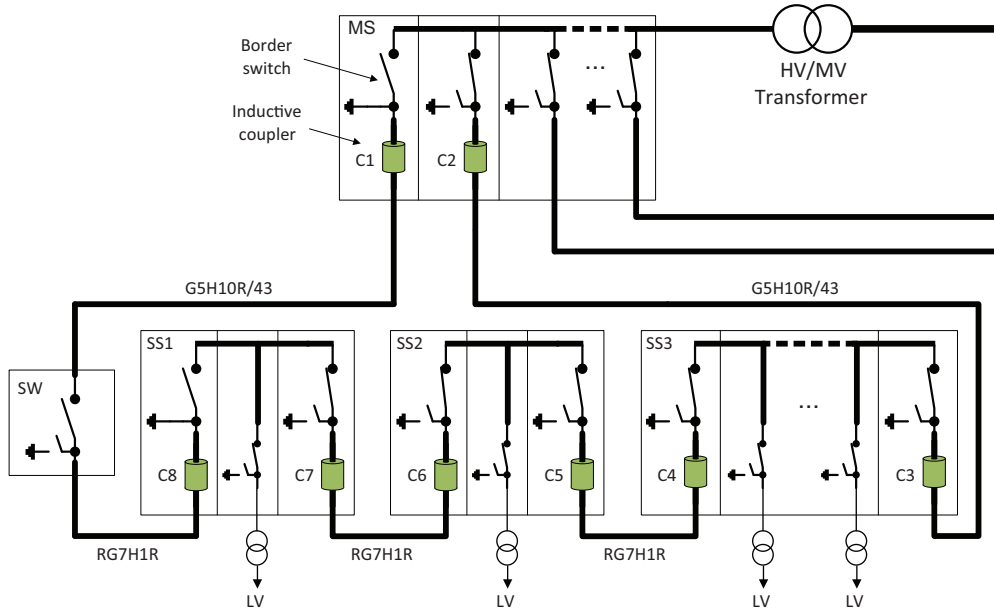 MS
Border
switch
...
HV/MV
Transformer
Inductive
coupler
C1
C2
G5H10R/43
G5H10R/43
SS1
SS2
SS3
SW
...
C8
C7
C6
C5
C4
C3
RG7H1R
RG7H1R
RG7H1R
LV
LV
LV
LV